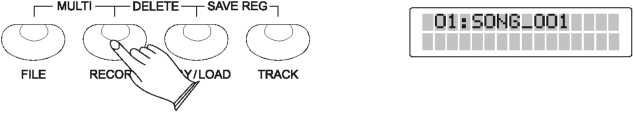 MULTI DELETE SAVE REG
FILE RECOR Y/LOAD TRACK
01:SONG_001